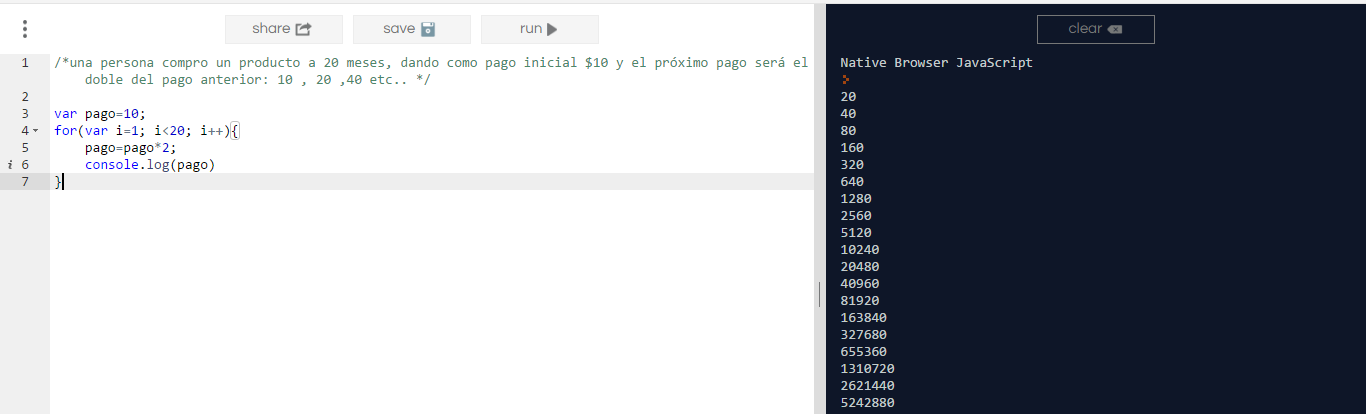 share
save
run
clear
1 /*una persona compro un producto a 20 meses, dando como pago inicial $10 y el próximo pago será el
doble del pago anterior: 10 , 20 ,40 etc.. */
2
3 var pago=10;
4 for(var i=1; i<20; i++){
5 pago=pago*2;
i 6 console.log(pago)
7 }
Native Browser JavaScript
20
40
80
160
320
640
1280
2560
5120
10240
20480
40960
81920
163840
327680
655360
1310720
2621440
5242880